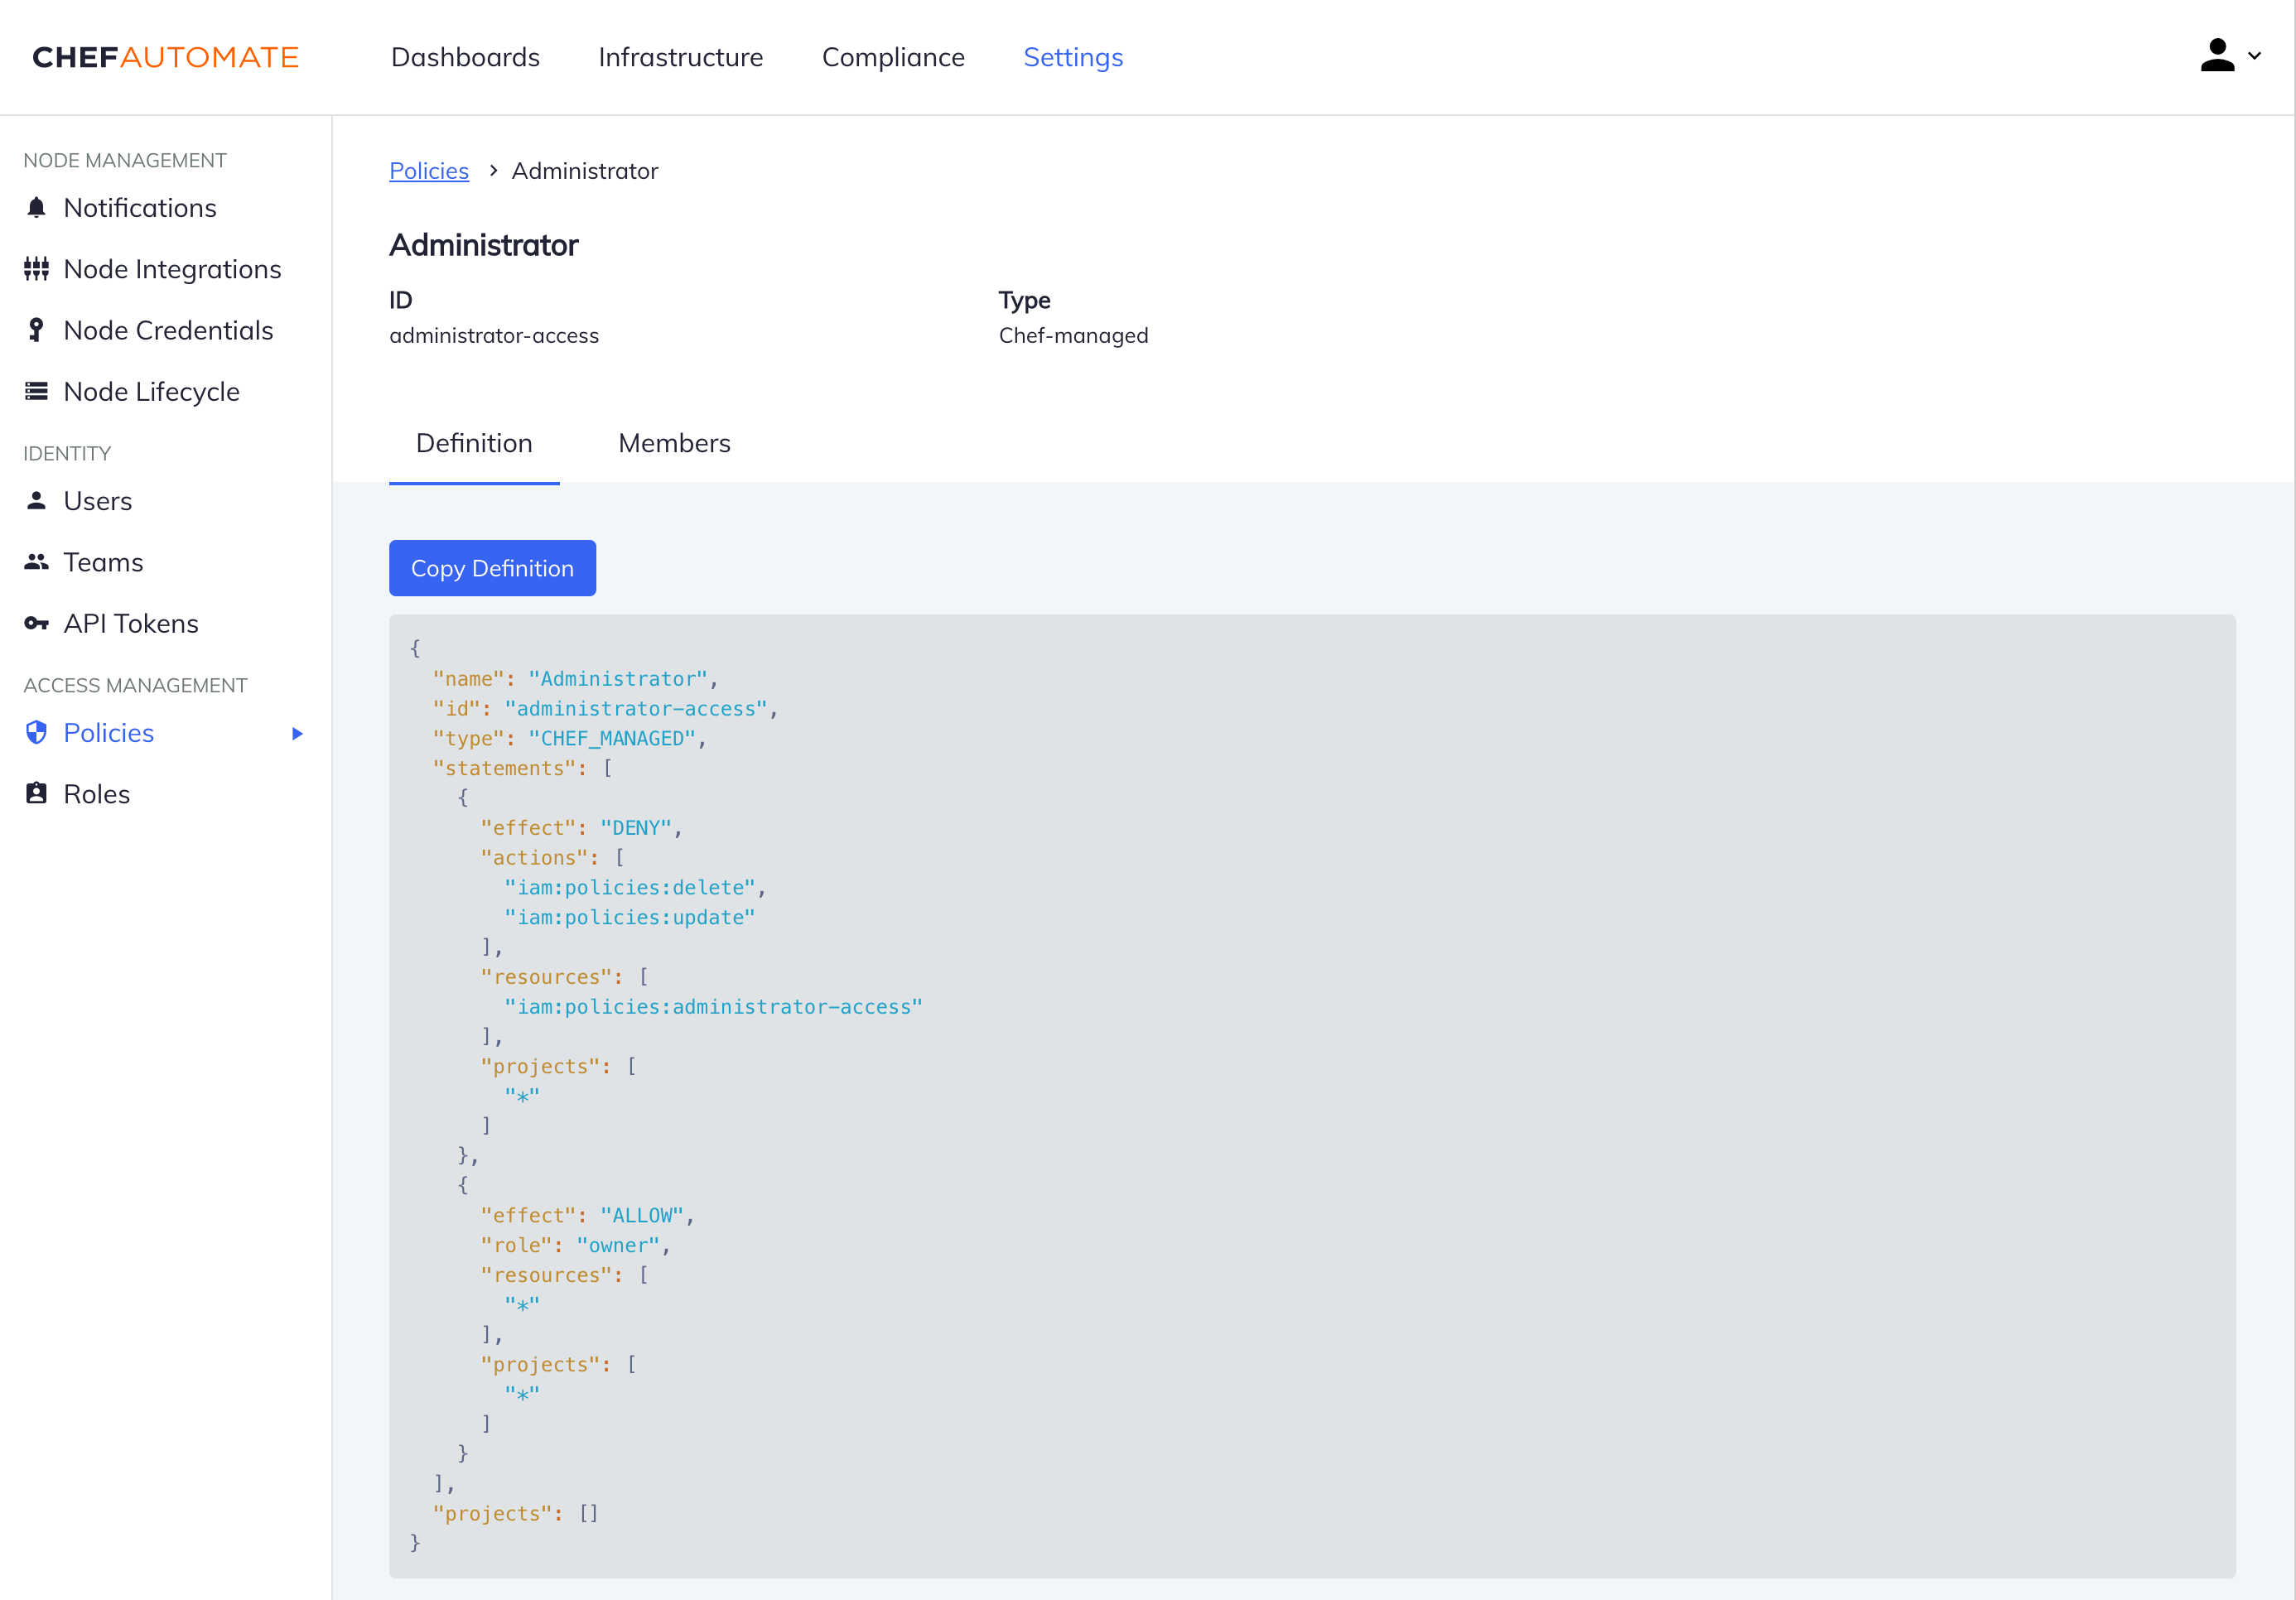 CHEFAUTOMATE
Dashboards
Infrastructure
Compliance
Settings
NODE MANAGEMENT
Notifications
Node Integrations
Node Credentials
Node Lifecycle
IDENTITY
Users
Teams
API Tokens
ACCESS MANAGEMENT
Policies
Roles
Policies > Administrator
Administrator
ID
administrator-access
Type
Chef-managed
Definition
Members
Copy Definition
{
  "name": "Administrator",
  "id": "administrator-access",
  "type": "CHEF_MANAGED",
  "statements": [
    {
      "effect": "DENY",
      "actions": [
        "iam:policies:delete",
        "iam:policies:update"
      ],
      "resources": [
        "iam:policies:administrator-access"
      ],
      "projects": [
        "*"
      ]
    },
    {
      "effect": "ALLOW",
      "role": "owner",
      "resources": [
        "*"
      ],
      "projects": [
        "*"
      ]
    }
  ],
  "projects": []
}